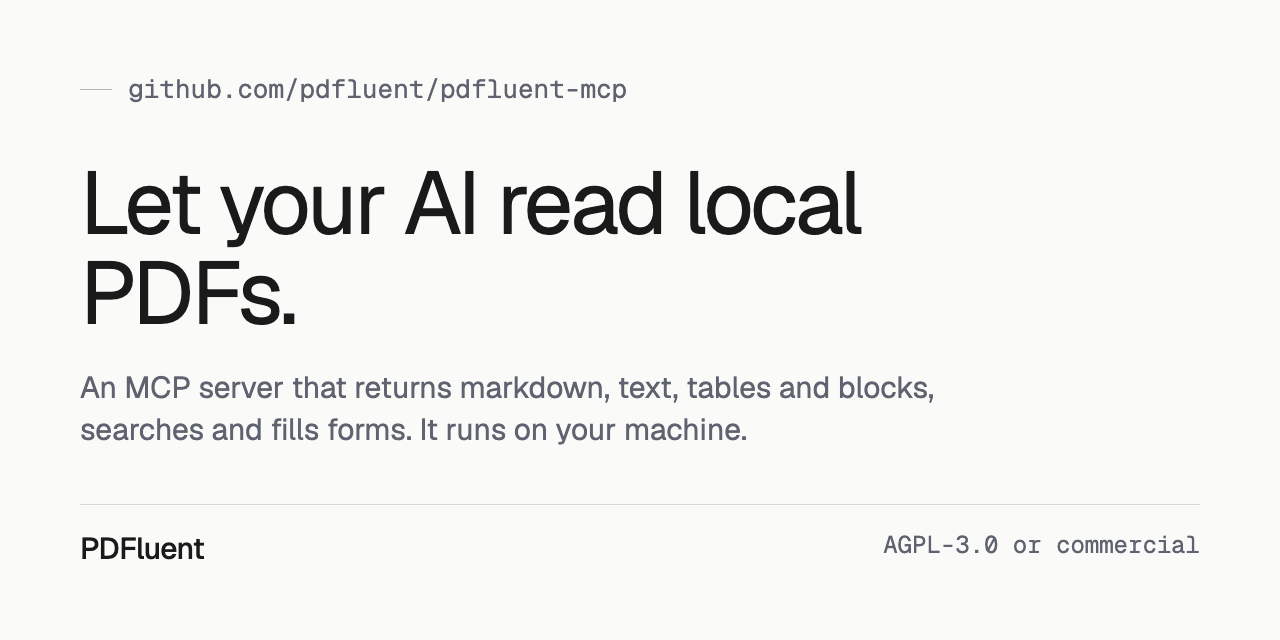 github.com/pdfluent/pdfluent-mcp
Let your AI read local
PDFs.
An MCP server that returns markdown, text, tables and blocks,
searches and fills forms. It runs on your machine.
PDFluent
AGPL-3.0 or commercial